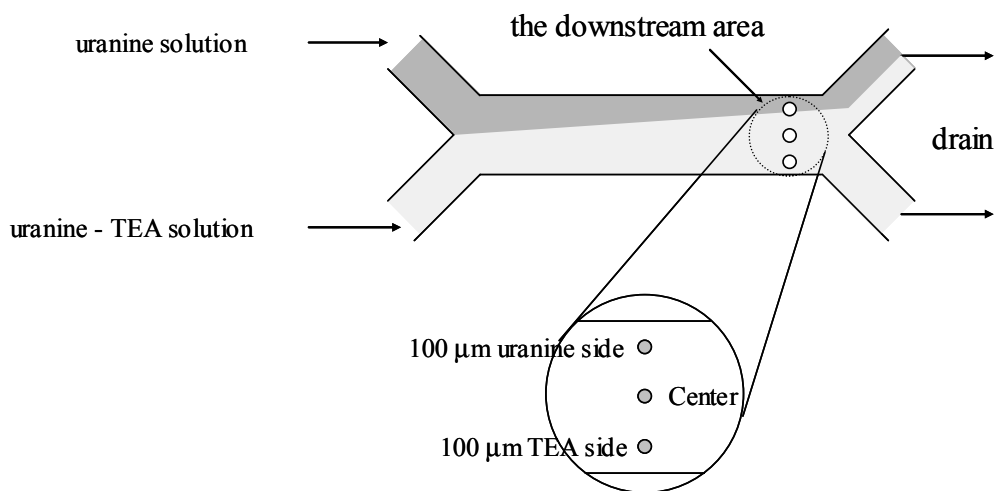 the downstream area
uranine solution
drain
uranine - TEA solution
100 μm uranine side
Center
100 μm TEA side